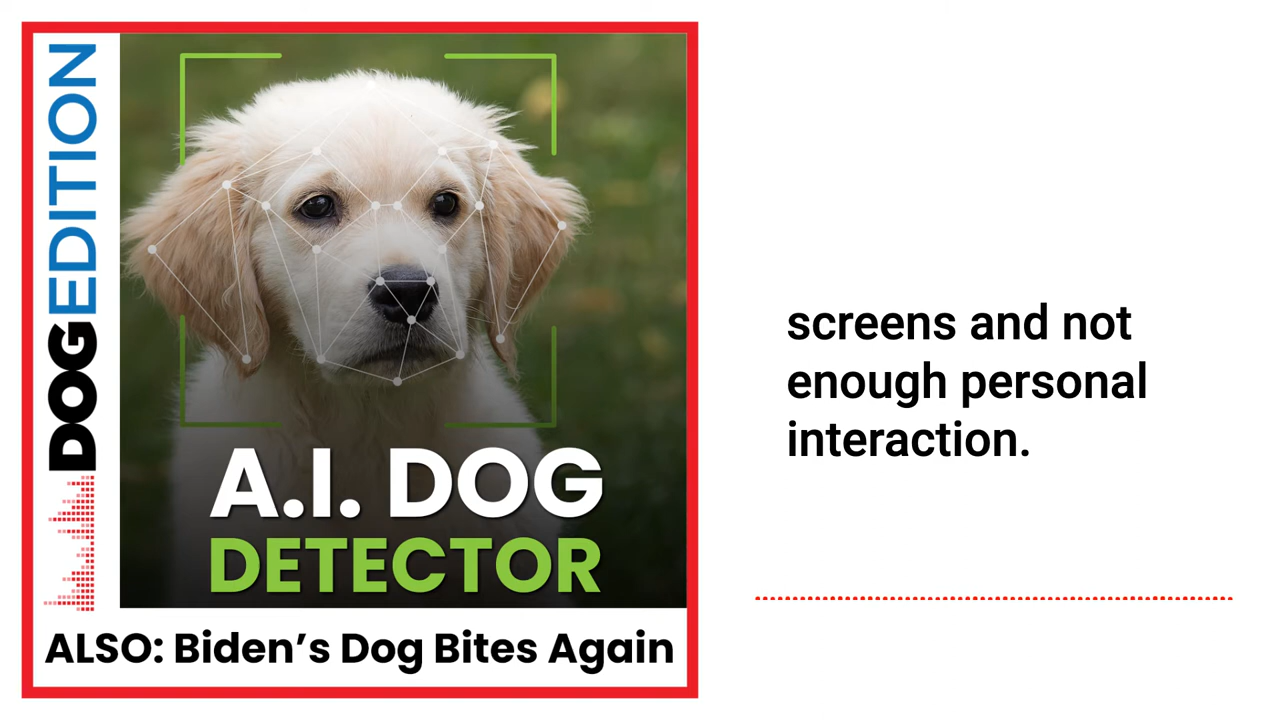 DOGEDITION
A.I. DOG
DETECTOR
ALSO: Biden’s Dog Bites Again
screens and not
enough personal
interaction.